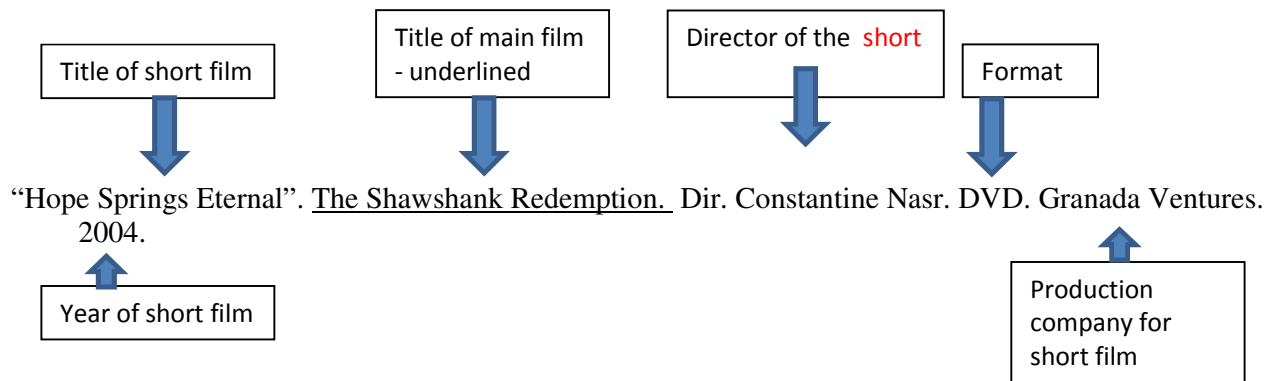 Title of short film
Title of main film
- underlined
Director of the short
Format
“Hope Springs Eternal”. The Shawshank Redemption. Dir. Constantine Nasr. DVD. Granada Ventures.
2004.
Year of short film
Production
company for
short film